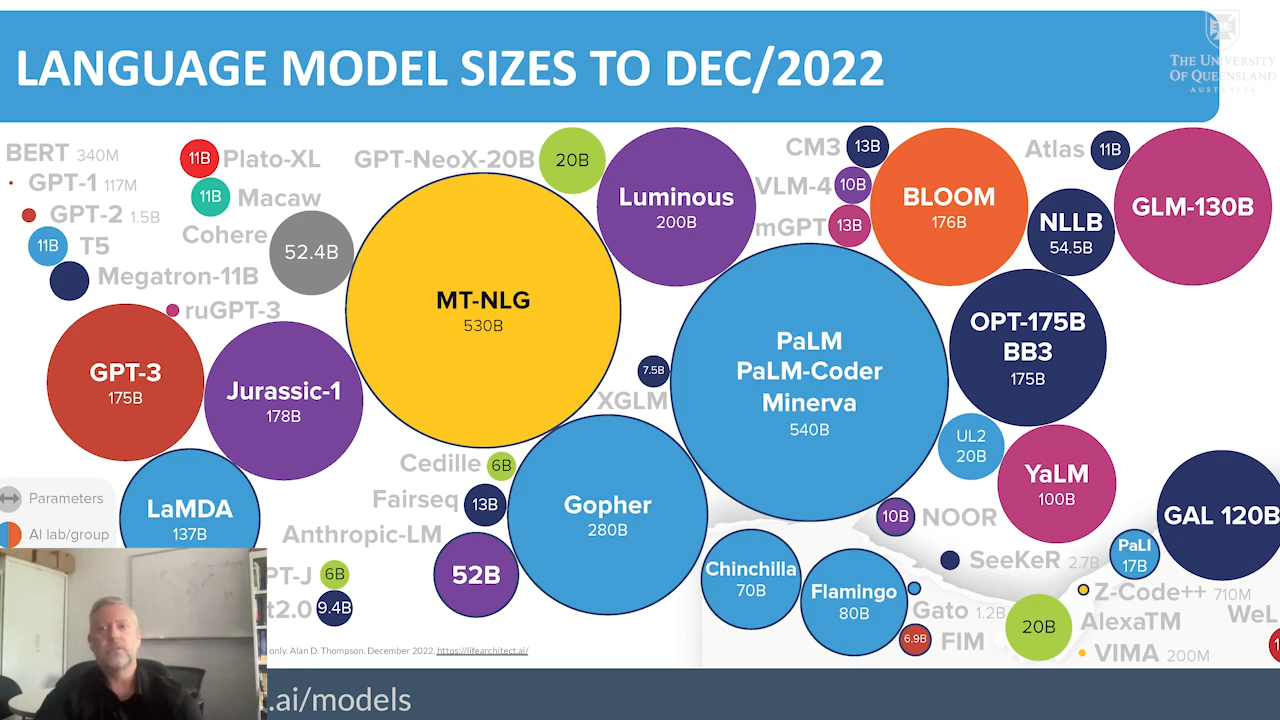 LANGUAGE MODEL SIZES TO DEC/2022
THE UNIVERSITY
OF QUEENSLAND
AUSTRALIA
BERT 340M
GPT-1 117M
GPT-2 1.5B
11B T5
Megatron-11B
ruGPT-3
11B Plato-XL
11B Macaw
Cohere
52.4B
GPT-3
175B
Jurassic-1
178B
LaMDA
137B
Parameters
AI lab/group
GPT-NeoX-20B
20B
MT-NLG
530B
Luminous
200B
CM3 13B
VLM-4 10B
mGPT 13B
BLOOM
176B
Atlas 11B
NLLB
54.5B
GLM-130B
7.5B
XGLM
PaLM
PaLM-Coder
Minerva
540B
OPT-175B
BB3
175B
UL2
20B
YaLM
100B
GAL 120B
Cedille 6B
Fairseq 13B
Anthropic-LM
52B
PT-J 6B
t2.0 9.4B
Gopher
280B
Chinchilla
70B
Flamingo
80B
10B NOOR
SeeKeR 2.7B
PaLI
17B
Gato 1.2B
6.9B FIM
Z-Code++ 710M
20B AlexaTM
VIMA 200M
WeL
only. Alan D. Thompson. December 2022. https://lifearchitect.ai/
.ai/models